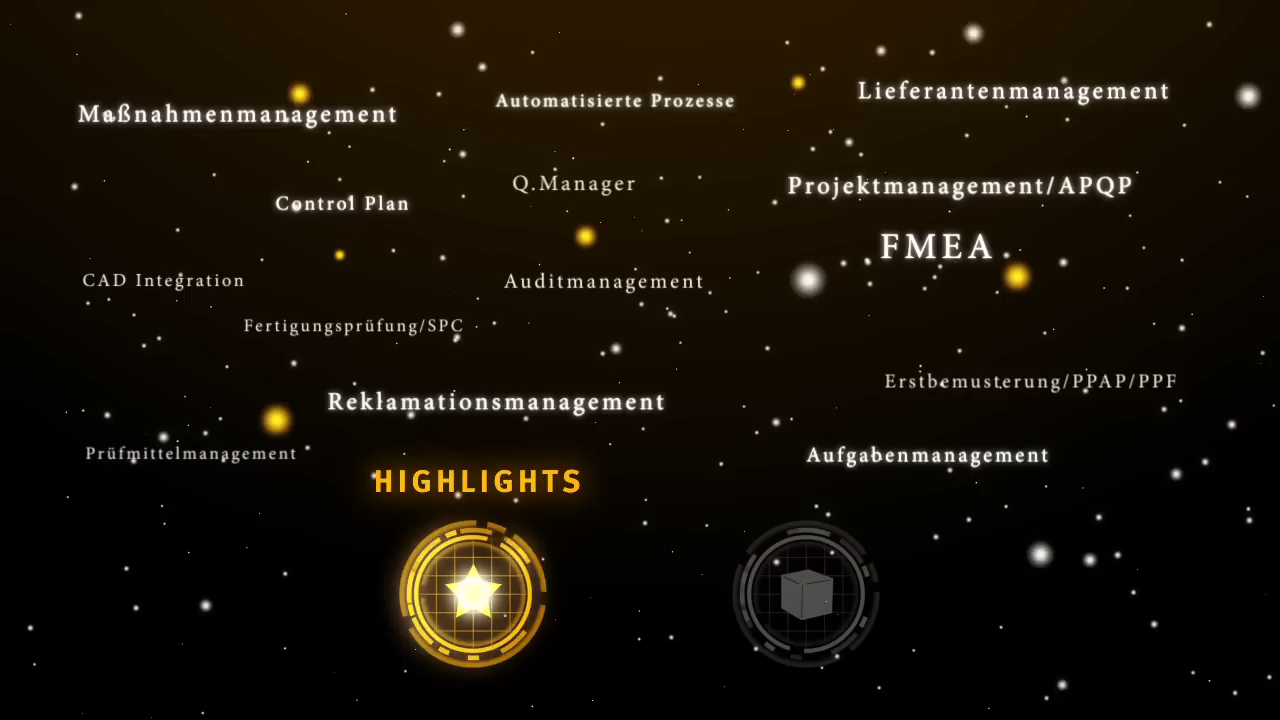 Maßnahmenmanagement
Automatisierte Prozesse
Lieferantenmanagement
Control Plan
Q.Manager
Projektmanagement/APQP
FMEA
CAD Integration
Auditmanagement
Fertigungsprüfung/SPC
Erstbemusterung/PPAP/PPF
Reklamationsmanagement
Prüfmittelmanagement
Aufgabenmanagement
HIGHLIGHTS